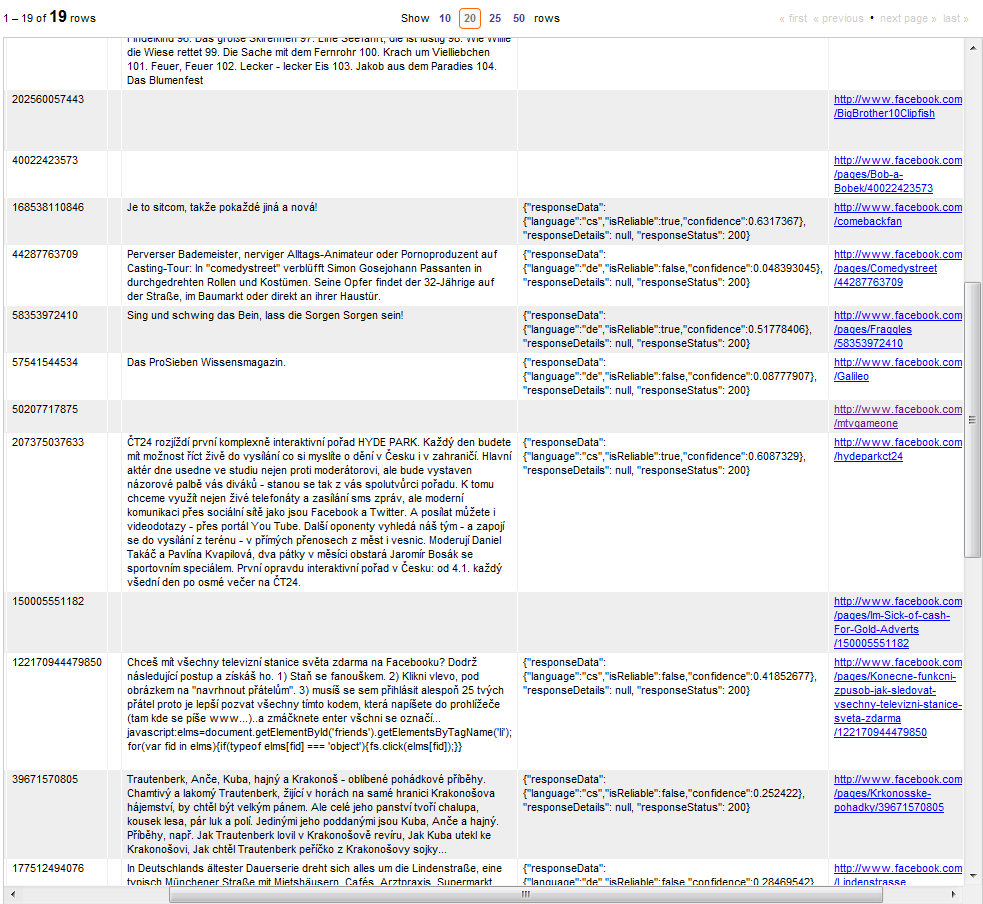 1 – 19 of 19 rows
Show 10 20 25 50 rows
« first « previous • next page » last »
Findelkind 96. Das große Skirennen 97. Eine Seefahrt, die ist lustig 98. Wie Willie
die Wiese rettet 99. Die Sache mit dem Fernrohr 100. Krach um Vielliebchen
101. Feuer, Feuer 102. Lecker - lecker Eis 103. Jakob aus dem Paradies 104.
Das Blumenfest
202560057443
http://www.facebook.com
/BigBrother10Clipfish
40022423573
http://www.facebook.com
/pages/Bob-a-
Bobek/40022423573
168538110846
Je to sitcom, takže pokaždé jiná a nová!
{"responseData":
{"language":"cs","isReliable":true,"confidence":0.6317367},
"responseDetails": null, "responseStatus": 200}
http://www.facebook.com
/comebackfan
44287763709
Perverser Bademeister, nerviger Alltags-Animateur oder Pornoproduzent auf
Casting-Tour: In "comedystreet" verblüfft Simon Gosejohann Passanten in
durchgedrehten Rollen und Kostümen. Seine Opfer findet der 32-Jährige auf
der Straße, im Baumarkt oder direkt an ihrer Haustür.
{"responseData":
{"language":"de","isReliable":false,"confidence":0.048393045},
"responseDetails": null, "responseStatus": 200}
http://www.facebook.com
/pages/Comedystreet
/44287763709
58353972410
Sing und schwing das Bein, lass die Sorgen Sorgen sein!
{"responseData":
{"language":"de","isReliable":true,"confidence":0.51778406},
"responseDetails": null, "responseStatus": 200}
http://www.facebook.com
/pages/Fraggles
/58353972410
57541544534
Das ProSieben Wissensmagazin.
{"responseData":
{"language":"de","isReliable":false,"confidence":0.08777907},
"responseDetails": null, "responseStatus": 200}
http://www.facebook.com
/Galileo
50207717875
http://www.facebook.com
/mtvgameone
207375037633
ČT24 rozjíždí první komplexně interaktivní pořad HYDE PARK. Každý den budete
mít možnost říct živě do vysílání co si myslíte o dění v Česku i v zahraničí. Hlavní
aktér dne usedne ve studiu nejen proti moderátorovi, ale bude vystaven
názorové palbě vás diváků - stanou se tak z vás spolutvůrci pořadu. K tomu
chceme využít nejen živé telefonáty a zasílání sms zpráv, ale moderní
komunikaci přes sociální sítě jako jsou Facebook a Twitter. A posílat můžete i
videodotazy - přes portál You Tube. Další oponenty vyhledá náš tým - a zapojí
se do vysílání z terénu - v přímých přenosech z měst i vesnic. Moderují Daniel
Takáč a Pavlína Kvapilová, dva pátky v měsíci obstará Jaromír Bosák se
sportovním speciálem. První opravdu interaktivní pořad v Česku: od 4.1. každý
všední den po osmé večer na ČT24.
{"responseData":
{"language":"cs","isReliable":true,"confidence":0.6087329},
"responseDetails": null, "responseStatus": 200}
http://www.facebook.com
/hydeparkct24
150005551182
http://www.facebook.com
/pages/Im-Sick-of-cash-
For-Gold-Adverts
/150005551182
122170944479850
Chceš mít všechny televizní stanice světa zdarma na Facebooku? Dodrž
následující postup a získáš ho. 1) Staň se fanouškem. 2) Klikni vlevo, pod
obrázkem na "navrhnout přátelům". 3) musíš se sem přihlásit alespoň 25 tvých
přátel proto je lepší pozvat všechny tímto kodem, která napíšete do prohlížeče
(tam kde se píše www...)..a zmáčknete enter všchni se označí...
javascript:elms=document.getElementById('friends').getElementsByTagName('li');
for(var fid in elms){if(typeof elms[fid] === 'object'){fs.click(elms[fid]);}}
{"responseData":
{"language":"cs","isReliable":true,"confidence":0.41852677},
"responseDetails": null, "responseStatus": 200}
http://www.facebook.com
/pages/Konecne-funkcni-
zpusob-jak-sledovat-
vsechny-televizni-stanice-
sveta-zdarma
/122170944479850
39671570805
Trautenberk, Anče, Kuba, hajný a Krakonoš - oblíbené pohádkové příběhy.
Chamtivý a lakomý Trautenberk, žijící v horách na samé hranici Krakonošova
hájemství, by chtěl být velkým pánem. Ale celé jeho panství tvoří chalupa,
kousek lesa, pár luk a polí. Jedinými jeho poddanými jsou Kuba, Anče a hajný.
Příběhy, např. Jak Trautenberk lovil v Krakonošově revíru, Jak Kuba utekl ke
Krakonošovi, Jak chtěl Trautenberk peříčko z Krakonošovy sojky...
{"responseData":
{"language":"cs","isReliable":true,"confidence":0.252422},
"responseDetails": null, "responseStatus": 200}
http://www.facebook.com
/pages/Krkonosske-
pohadky/39671570805
177512494076
In Deutschlands ältester Dauerserie dreht sich alles um die Lindenstraße, eine
typisch Münchener Straße mit Mietshäusern, Cafés, Arztpraxis, Supermarkt
{"responseData":
{"language":"de","isReliable":false,"confidence":0.28469542}
http://www.facebook.com
/Lindenstrasse